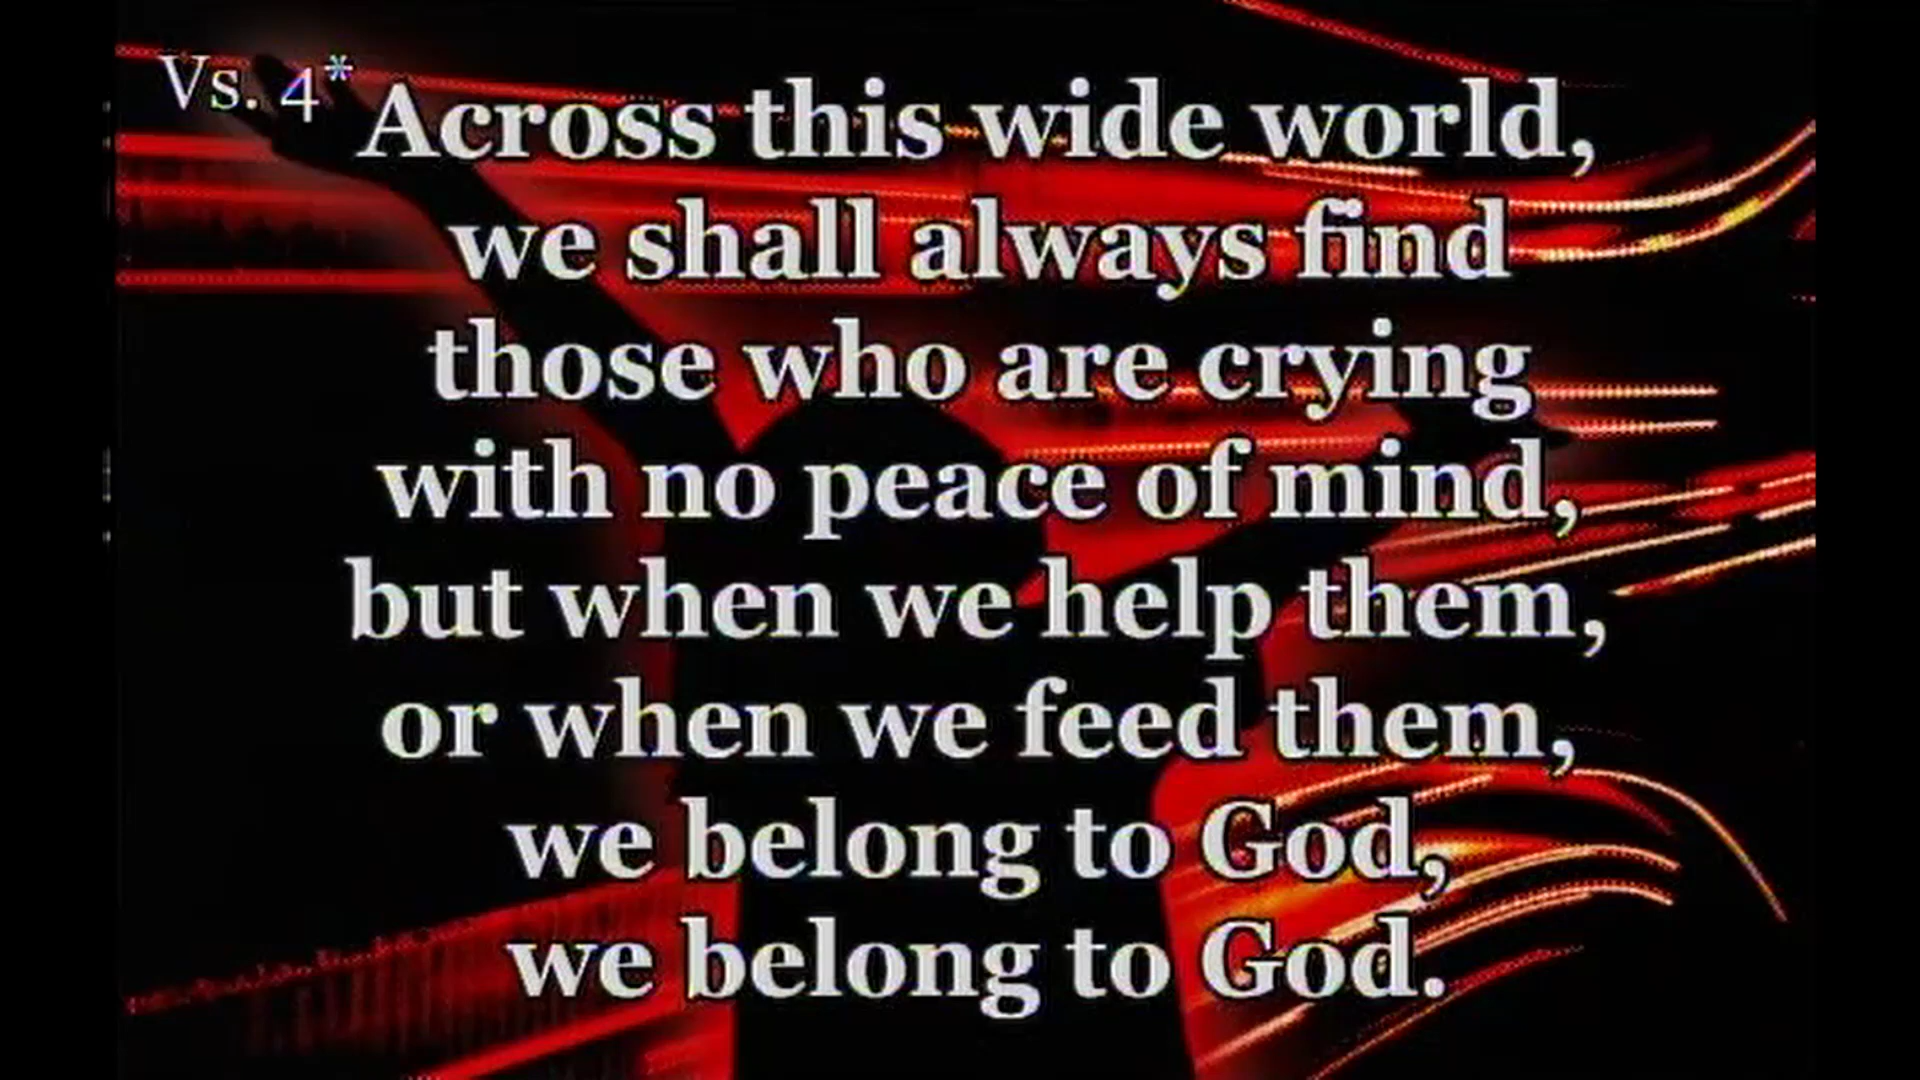 Vs. 4*
Across this wide world,
we shall always find
those who are crying
with no peace of mind,
but when we help them,
or when we feed them,
we belong to God,
we belong to God.